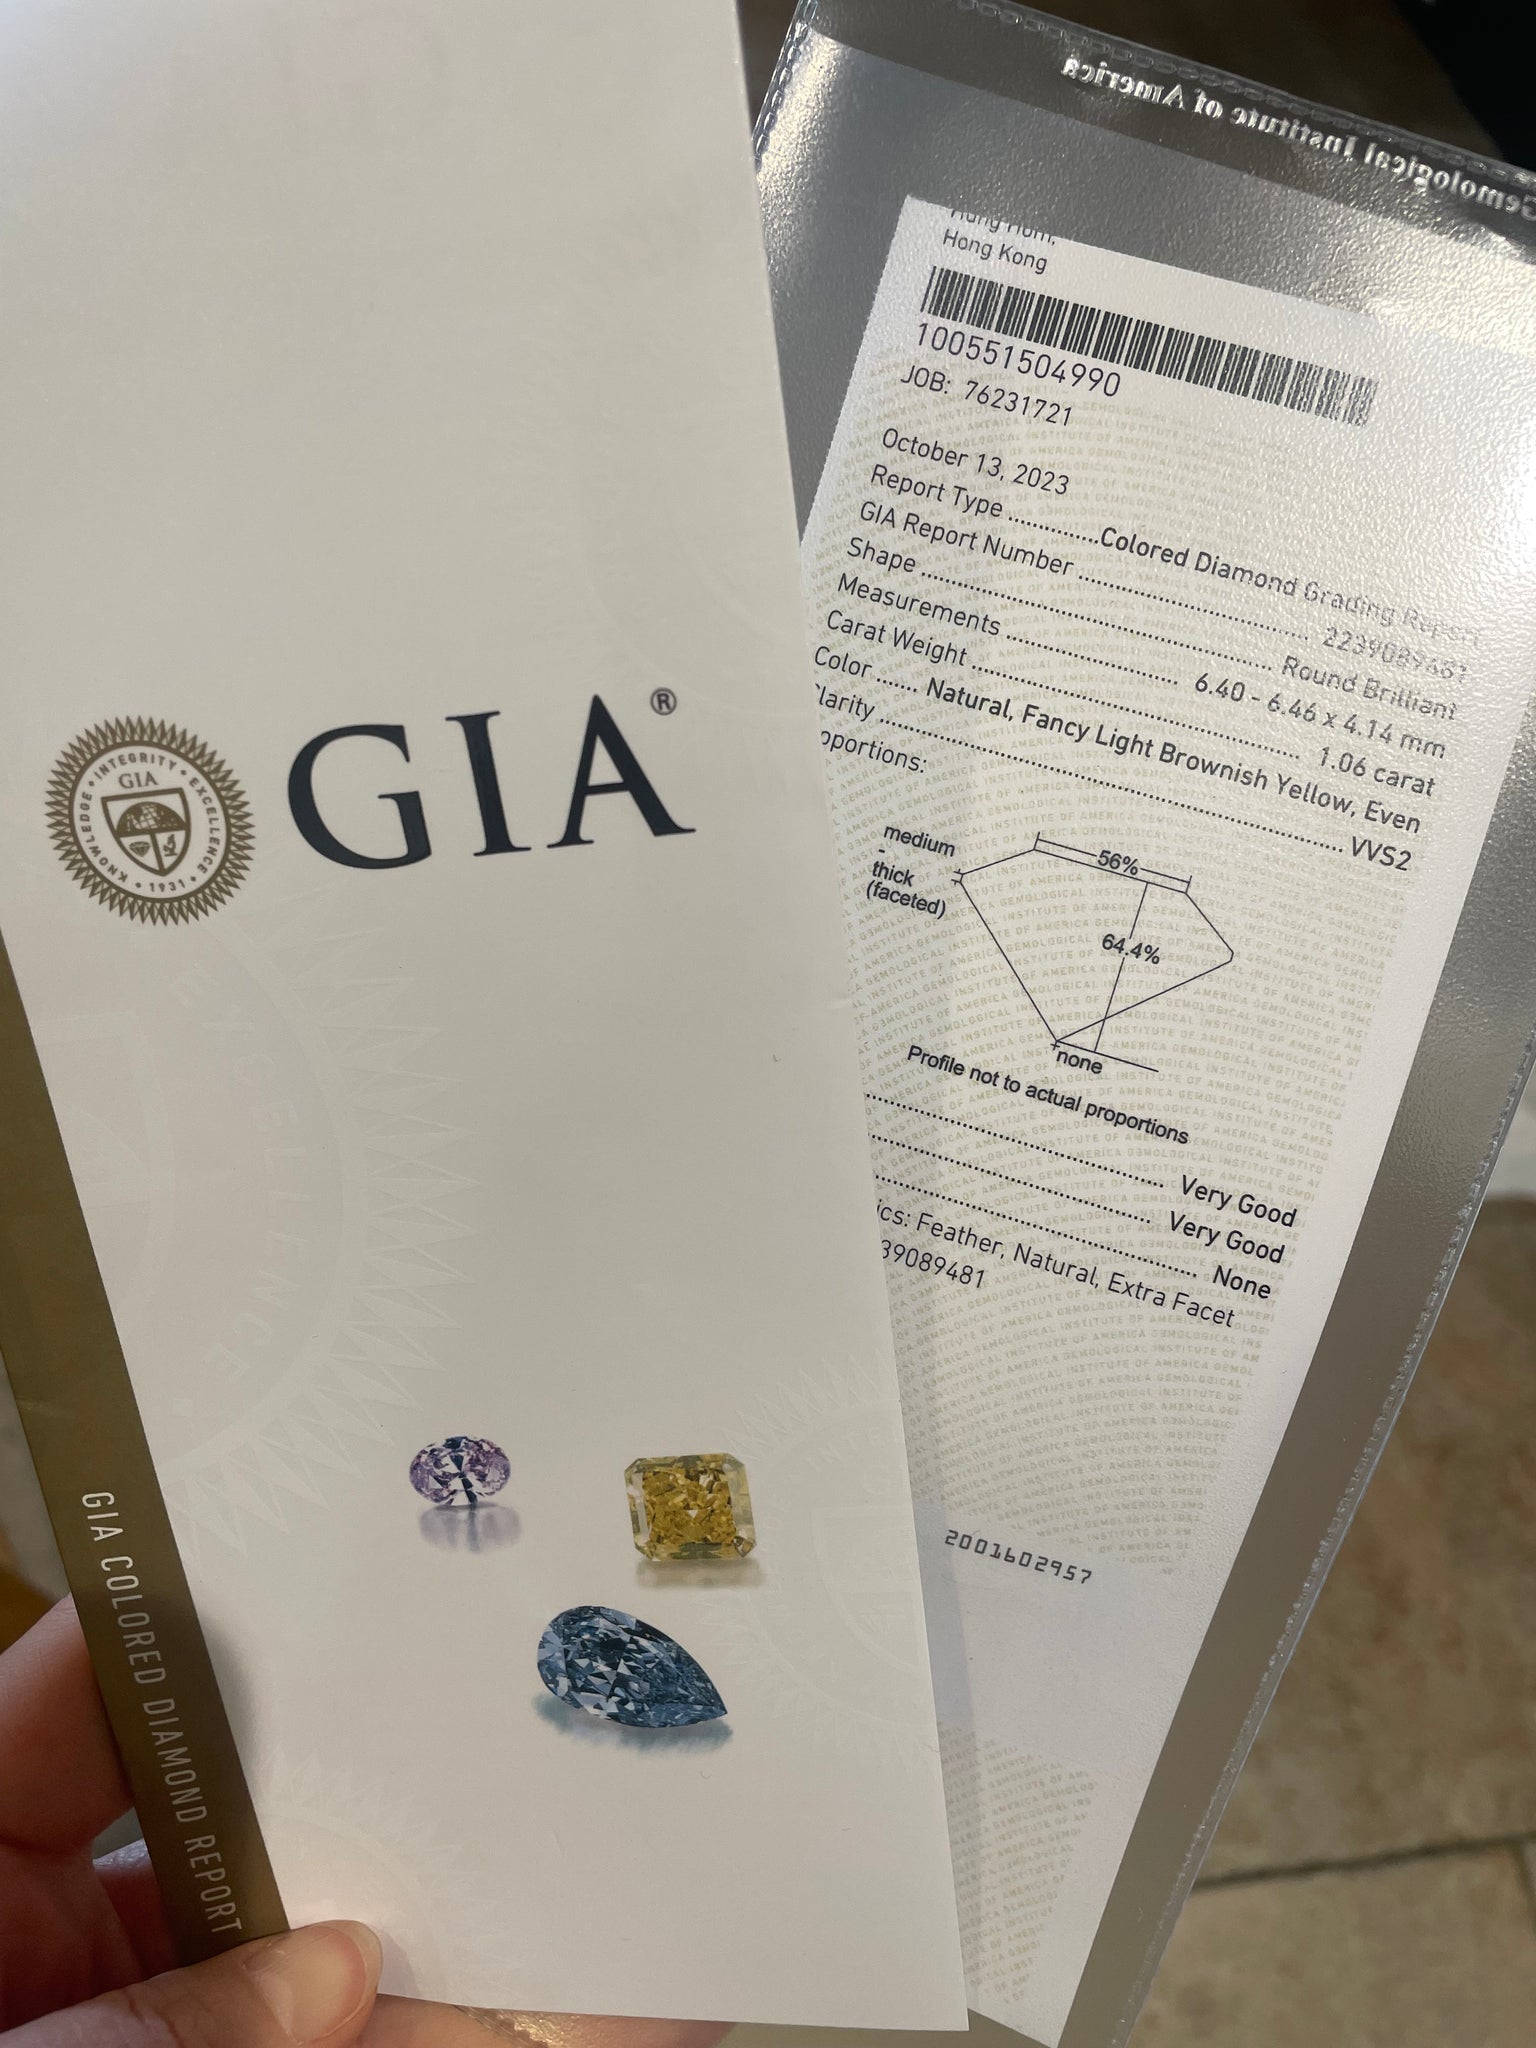 GIA®
KNOWLEDGE • INTEGRITY • EXCELLENCE • 1931 •
GIA
GIA COLORED DIAMOND REPORT
Gemological Institute of America
Hung Hom,
Hong Kong
100551504990
JOB: 76231721
October 13, 2023
Report Type ..............Colored Diamond Grading Report
GIA Report Number .................................. 2239089481
Shape .................................. Round Brilliant
Measurements .................................. 6.40 - 6.46 x 4.14 mm
Carat Weight .................................. 1.06 carat
Color ...... Natural, Fancy Light Brownish Yellow, Even
larity .................................. VVS2
oportions:
medium
-
thick
(faceted)
56%
64.4%
none
Profile not to actual proportions
.................................. Very Good
.................................. Very Good
.................................. None
ics: Feather, Natural, Extra Facet
39089481
2001602957